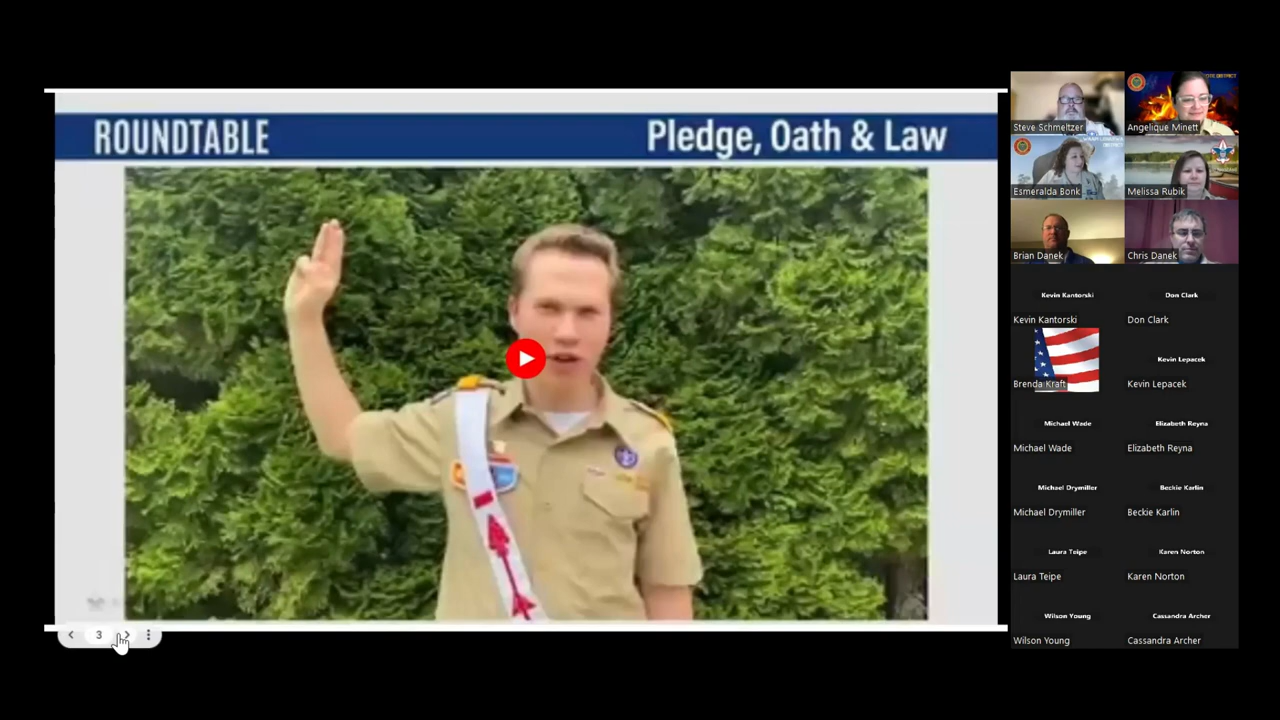 ROUNDTABLE
Pledge, Oath & Law
3
Steve Schmeltzer
Angelique Minett
Esmeralda Bonk
Melissa Rubik
Brian Danek
Chris Danek
Kevin Kantorski
Don Clark
Kevin Kantorski
Don Clark
Kevin Lepacek
Brenda Kraft
Kevin Lepacek
Michael Wade
Elizabeth Reyna
Michael Wade
Elizabeth Reyna
Michael Drymiller
Beckie Karlin
Michael Drymiller
Beckie Karlin
Laura Teipe
Karen Norton
Laura Teipe
Karen Norton
Wilson Young
Cassandra Archer
Wilson Young
Cassandra Archer